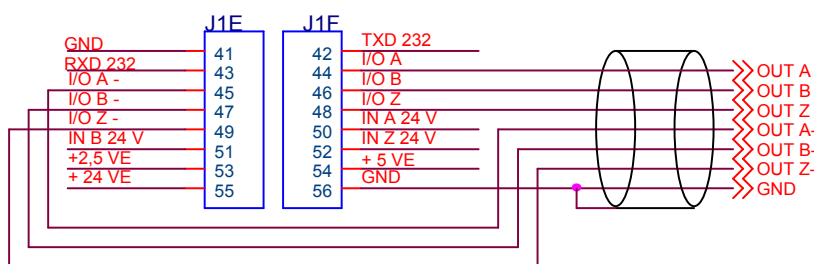 J1E
J1F
GND
41
RXD 232
43
I/O A -
45
I/O B -
47
I/O Z -
49
IN B 24 V
51
+2,5 VE
53
+ 24 VE
55
42
TXD 232
44
I/O A
46
I/O B
48
I/O Z
50
IN A 24 V
52
IN Z 24 V
54
+ 5 VE
56
GND
OUT A
OUT B
OUT Z
OUT A-
OUT B-
OUT Z-
GND